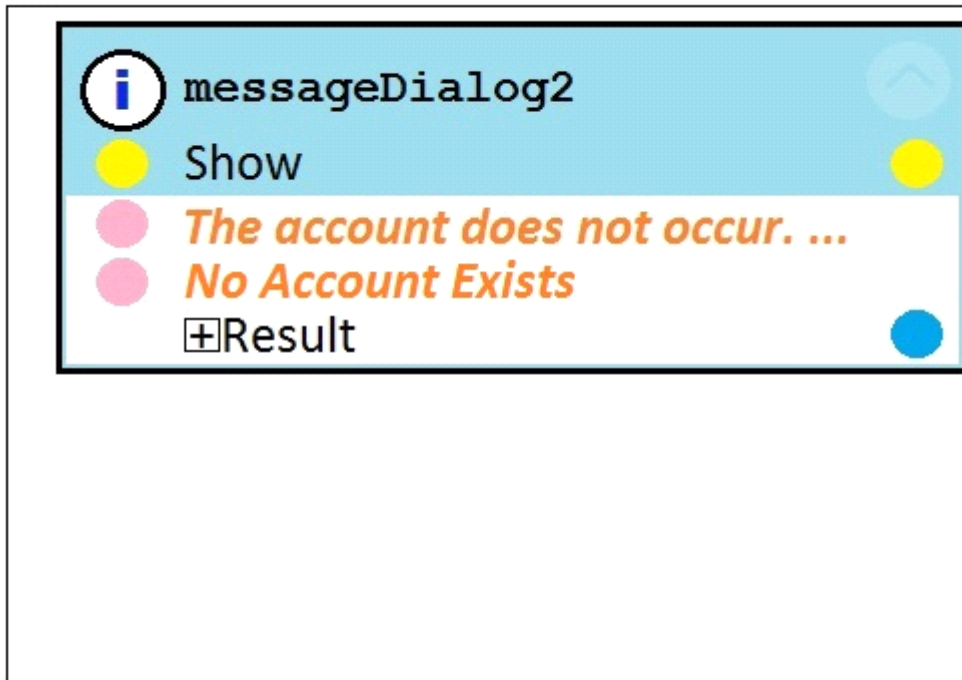 i messageDialog2
Show
The account does not occur. ...
No Account Exists
+Result